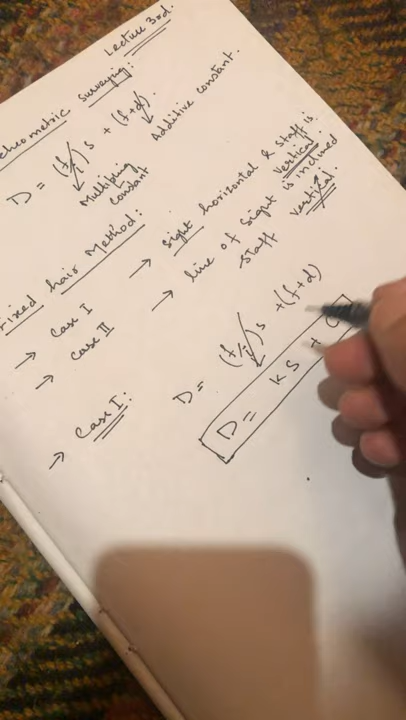 Lecture 3rd.
cheometric surveying:
D = (f/i)s + (f+d).
Multiplying constant
Additive constant.
Fixed hair Method:
→ Case I → Sight horizontal & staff is vertical.
→ Case II → line of sight is inclined staff vertical.
→ Case I: D = (f/i)s + (f+d)
D = KS + C